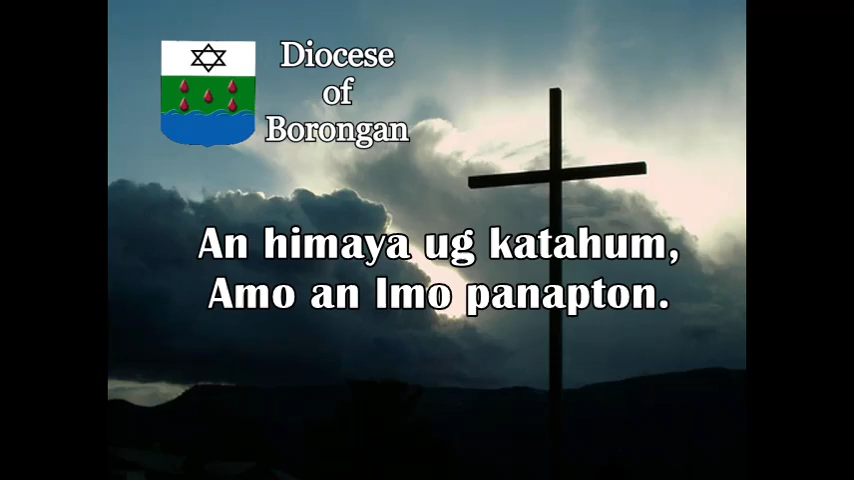 Diocese
of
Borongan
An himaya ug katahum,
Amo an Imo panapton.